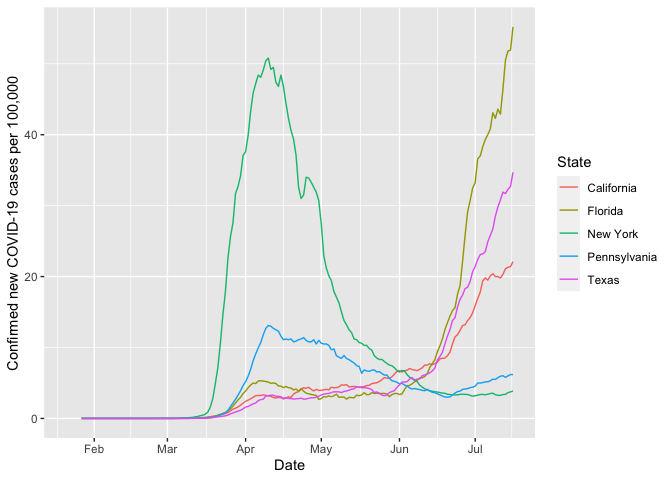 Confirmed new COVID-19 cases per 100,000
40
20
0
Feb Mar Apr May Jun Jul
Date
State
California
Florida
New York
Pennsylvania
Texas